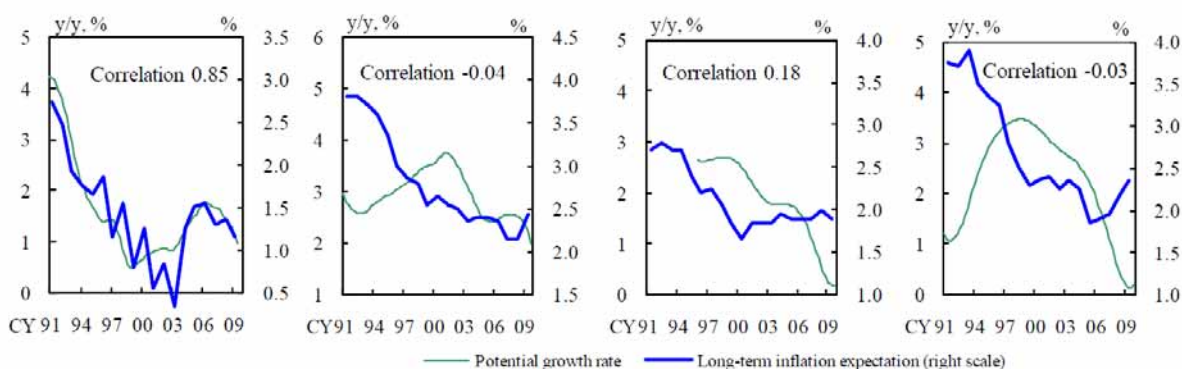 y/y, % %
5 3.5
4 3.0
3 2.5
2 2.0
1 1.5
0 1.0
0.5
Correlation 0.85
CY 91 94 97 00 03 06 09
y/y, % %
6 4.5
5 4.0
4 3.5
3 3.0
2 2.5
1 2.0
1.5
Correlation -0.04
CY 91 94 97 00 03 06 09
y/y, % %
5 4.0
4 3.5
3 3.0
2 2.5
1 2.0
0 1.5
1.0
Correlation 0.18
CY 91 94 97 00 03 06 09
y/y, % %
5 4.0
4 3.5
3 3.0
2 2.5
1 2.0
0 1.5
1.0
Correlation -0.03
CY 91 94 97 00 03 06 09
Potential growth rate Long-term inflation expectation (right scale)